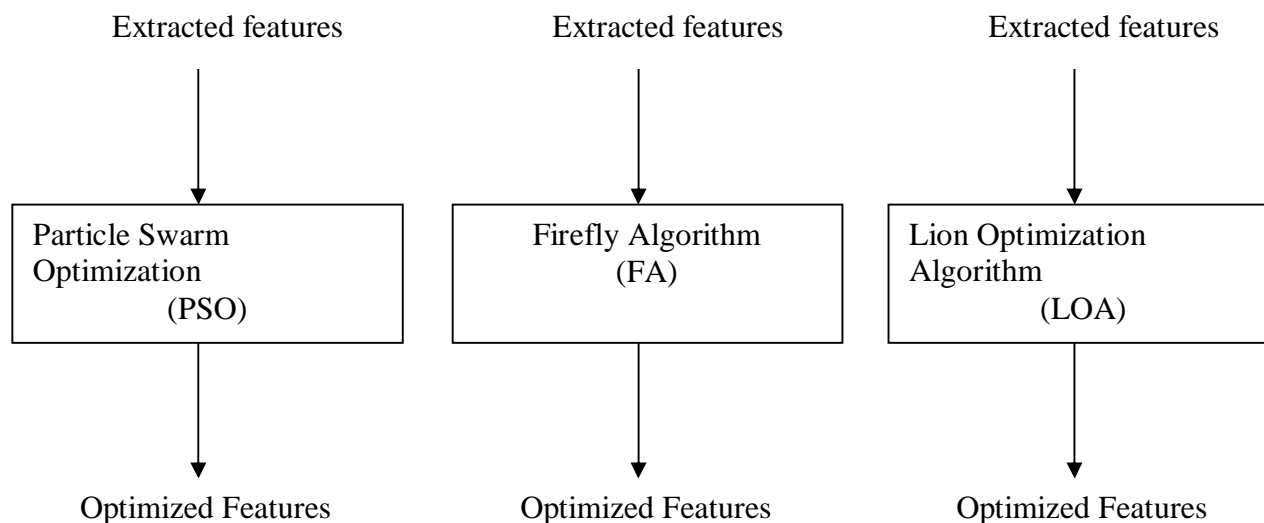 Extracted features
Extracted features
Extracted features
Particle Swarm
Optimization
(PSO)
Firefly Algorithm
(FA)
Lion Optimization
Algorithm
(LOA)
Optimized Features
Optimized Features
Optimized Features